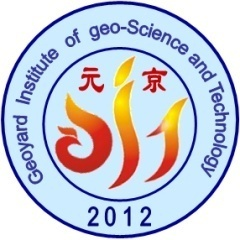 Geoyard Institute of geo-Science and Technology
元 京
2012